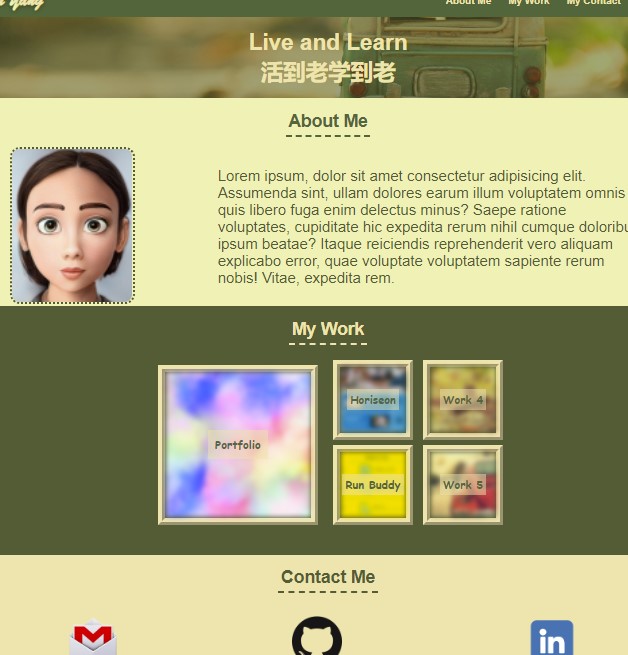 About Me My Work My Contact
Live and Learn
活到老学到老
About Me
Lorem ipsum, dolor sit amet consectetur adipisicing elit.
Assumenda sint, ullam dolores earum illum voluptatem omnis
quis libero fuga enim delectus minus? Saepe ratione
voluptates, cupiditate hic expedita rerum nihil cumque doloribu
ipsum beatae? Itaque reiciendis reprehenderit vero aliquam
explicabo error, quae voluptate voluptatem sapiente rerum
nobis! Vitae, expedita rem.
My Work
Portfolio
Horiseon
Work 4
Run Buddy
Work 5
Contact Me
in